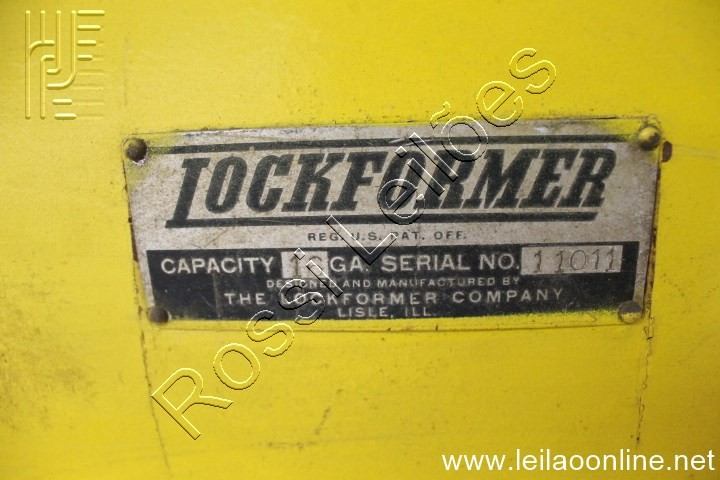 LOCKFORMER
REG. U.S. PAT. OFF.
CAPACITY GA. SERIAL NO. 11011
DESIGNED AND MANUFACTURED BY
THE LOCKFORMER COMPANY
LISLE, ILL.
Rossi Leilões
www.leilaoonline.net